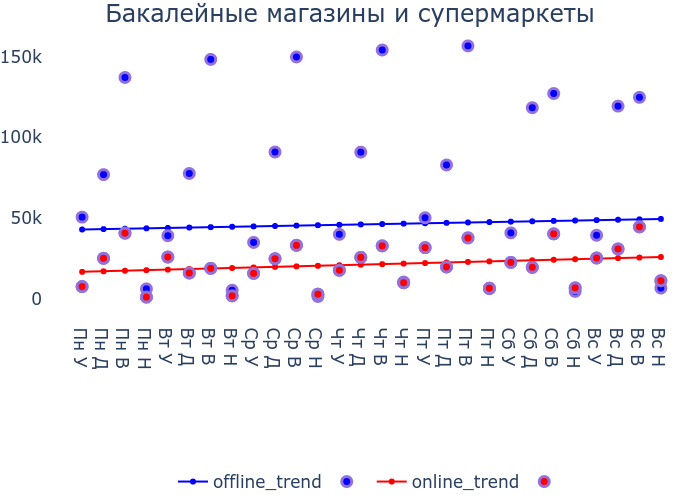 Бакалейные магазины и супермаркеты
150k
100k
50k
0
Пн У
Пн Д
Пн В
Пн Н
Вт У
Вт Д
Вт В
Вт Н
Ср У
Ср Д
Ср В
Ср Н
Чт У
Чт Д
Чт В
Чт Н
Пт У
Пт Д
Пт В
Пт Н
Сб У
Сб Д
Сб В
Сб Н
Вс У
Вс Д
Вс В
Вс Н
offline_trend online_trend